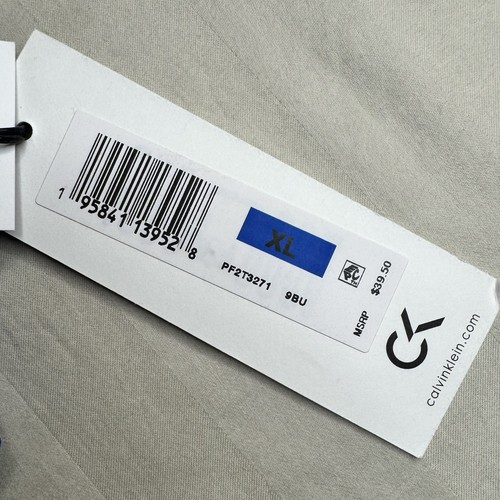 1 95841 13952 8
XL
PF2T3271 9BU
MSRP $39.50
CK
calvinklein.com